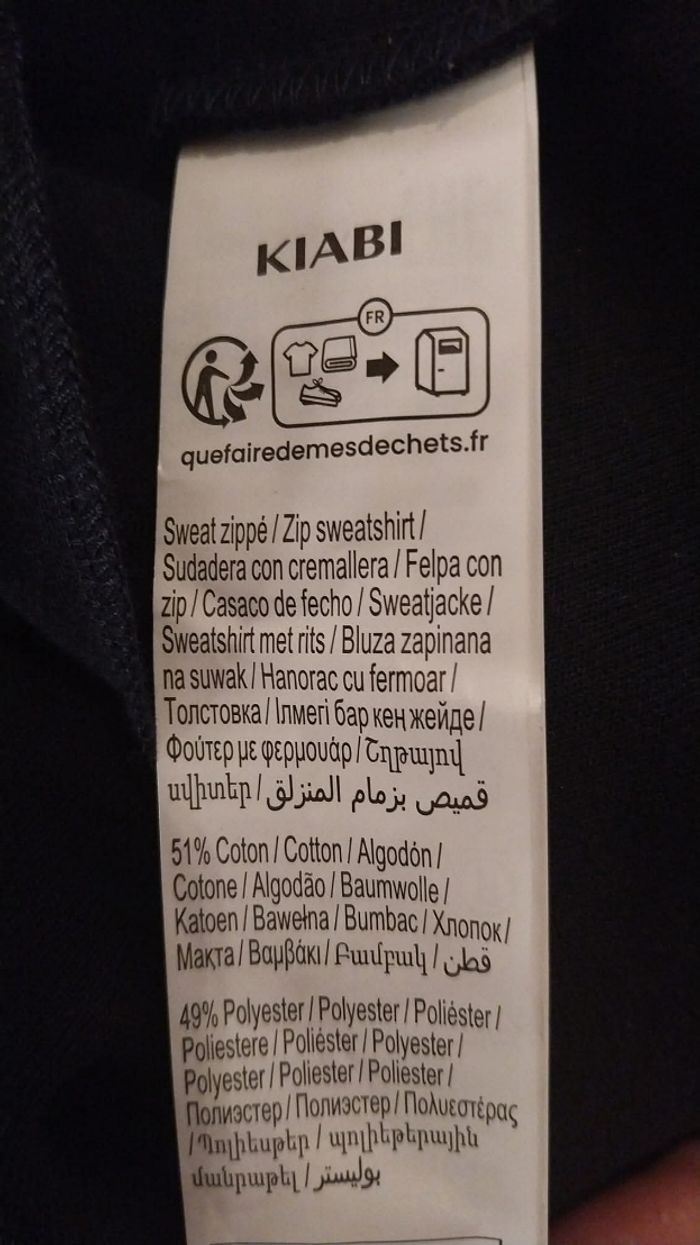 KIABI
FR
quefairedemesdechets.fr
Sweat zippé / Zip sweatshirt /
Sudadera con cremallera / Felpa con
zip / Casaco de fecho / Sweatjacke /
Sweatshirt met rits / Bluza zapinana
na suwak / Hanorac cu fermoar /
Толстовка / Ілмегі бар кең жейде /
Φούτερ με φερμουάρ / Շղթայով
սվիտեր / قميص بزمام المنزلق
51% Coton / Cotton / Algodón /
Cotone / Algodão / Baumwolle /
Katoen / Bawełna / Bumbac / Хлопок /
Мақта / Βαμβάκι / Բամբակ / قطن
49% Polyester / Polyester / Poliéster /
Poliestere / Poliéster / Polyester /
Polyester / Poliester / Poliester /
Полиэстер / Полиэстер / Πολυεστέρας
/ Պոլիեսթեր / պոլիեթերային
մանրաթել / بوليستر